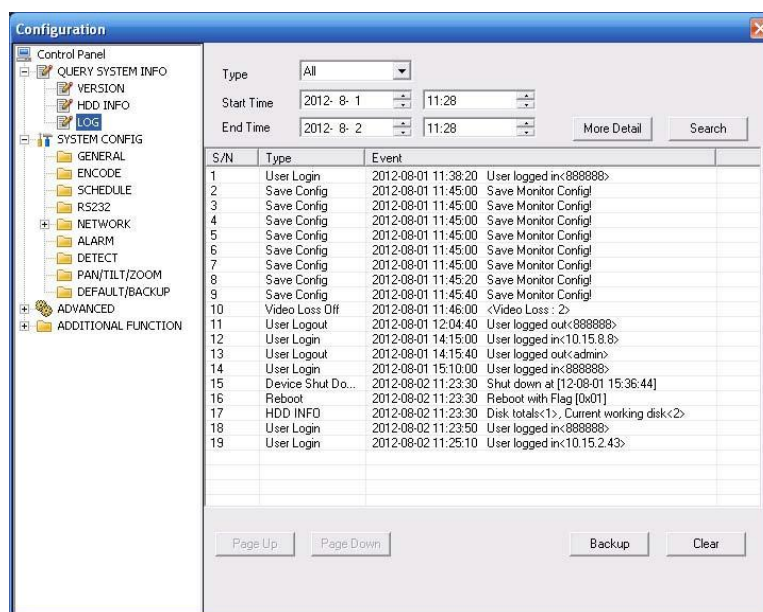 Configuration
Control Panel
QUERY SYSTEM INFO
VERSION
HDD INFO
LOG
SYSTEM CONFIG
GENERAL
ENCODE
SCHEDULE
RS232
NETWORK
ALARM
DETECT
PAN/TILT/ZOOM
DEFAULT/BACKUP
ADVANCED
ADDITIONAL FUNCTION
Type All
Start Time 2012- 8- 1 11:28
End Time 2012- 8- 2 11:28 More Detail Search
S/N Type Event
1 User Login 2012-08-01 11:38:20 User logged in<888888>
2 Save Config 2012-08-01 11:45:00 Save Monitor Config!
3 Save Config 2012-08-01 11:45:00 Save Monitor Config!
4 Save Config 2012-08-01 11:45:00 Save Monitor Config!
5 Save Config 2012-08-01 11:45:00 Save Monitor Config!
6 Save Config 2012-08-01 11:45:00 Save Monitor Config!
7 Save Config 2012-08-01 11:45:00 Save Monitor Config!
8 Save Config 2012-08-01 11:45:20 Save Monitor Config!
9 Save Config 2012-08-01 11:45:40 Save Monitor Config!
10 Video Loss Off 2012-08-01 11:46:00 <Video Loss : 2>
11 User Logout 2012-08-01 12:04:40 User logged out<888888>
12 User Login 2012-08-01 14:15:00 User logged in<10.15.8.8>
13 User Logout 2012-08-01 14:15:40 User logged out<admin>
14 User Login 2012-08-01 15:10:00 User logged in<888888>
15 Device Shut Do... 2012-08-02 11:23:30 Shut down at [12-08-01 15:36:44]
16 Reboot 2012-08-02 11:23:30 Reboot with Flag [0x01]
17 HDD INFO 2012-08-02 11:23:30 Disk totals<1>, Current working disk<2>
18 User Login 2012-08-02 11:23:50 User logged in<888888>
19 User Login 2012-08-02 11:25:10 User logged in<10.15.2.43>
Page Up Page Down Backup Clear